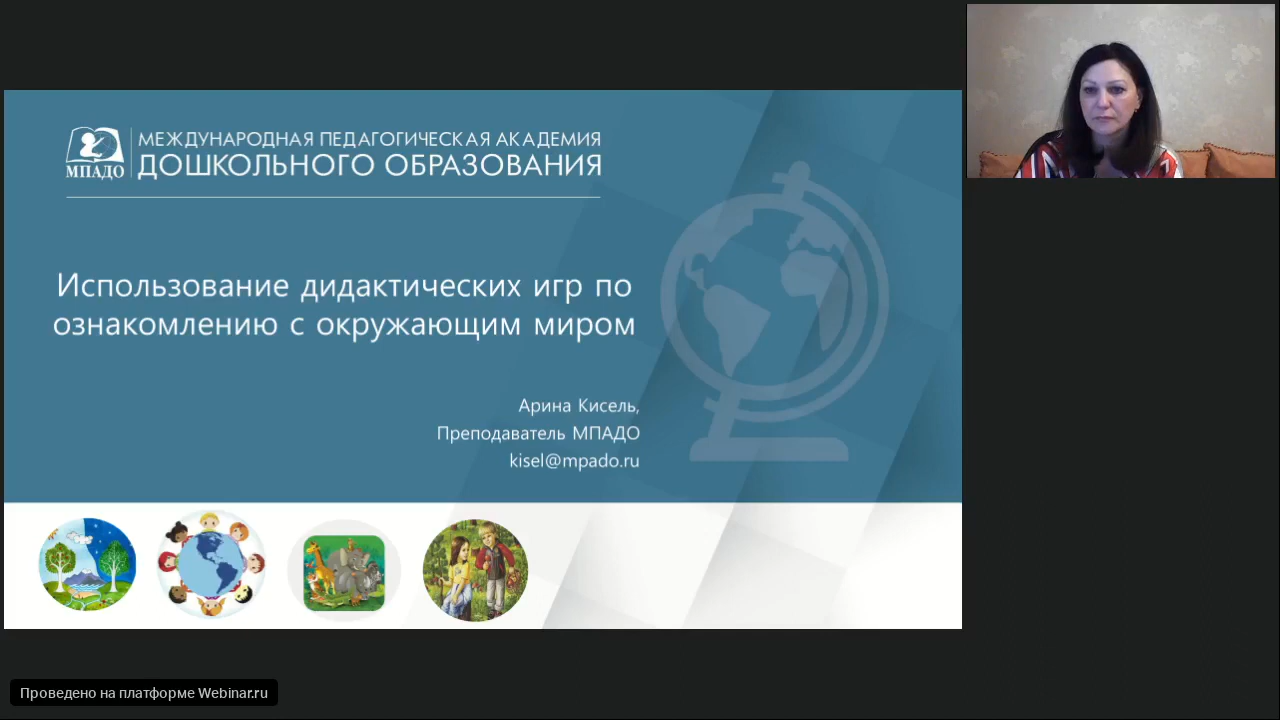 МПАДО
МЕЖДУНАРОДНАЯ ПЕДАГОГИЧЕСКАЯ АКАДЕМИЯ
ДОШКОЛЬНОГО ОБРАЗОВАНИЯ
Использование дидактических игр по
ознакомлению с окружающим миром
Арина Кисель,
Преподаватель МПАДО
kisel@mpado.ru
Проведено на платформе Webinar.ru